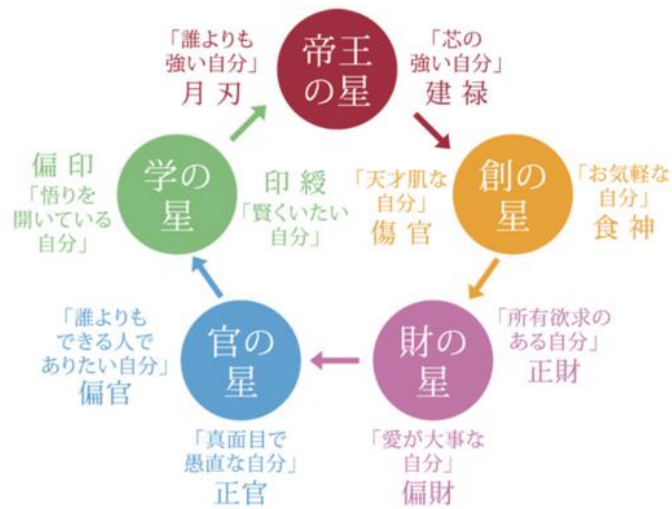 「誰よりも
強い自分」
月刃
帝王
の星
「芯の
強い自分」
建禄
偏印
「悟りを
開いている
自分」
学の
星
印綬
「賢くいたい
自分」
「天才肌な
自分」
傷官
創の
星
「お気軽な
自分」
食神
「誰よりも
できる人で
ありたい自分」
偏官
官の
星
「真面目で
愚直な自分」
正官
財の
星
「所有欲求の
ある自分」
正財
「愛が大事な
自分」
偏財